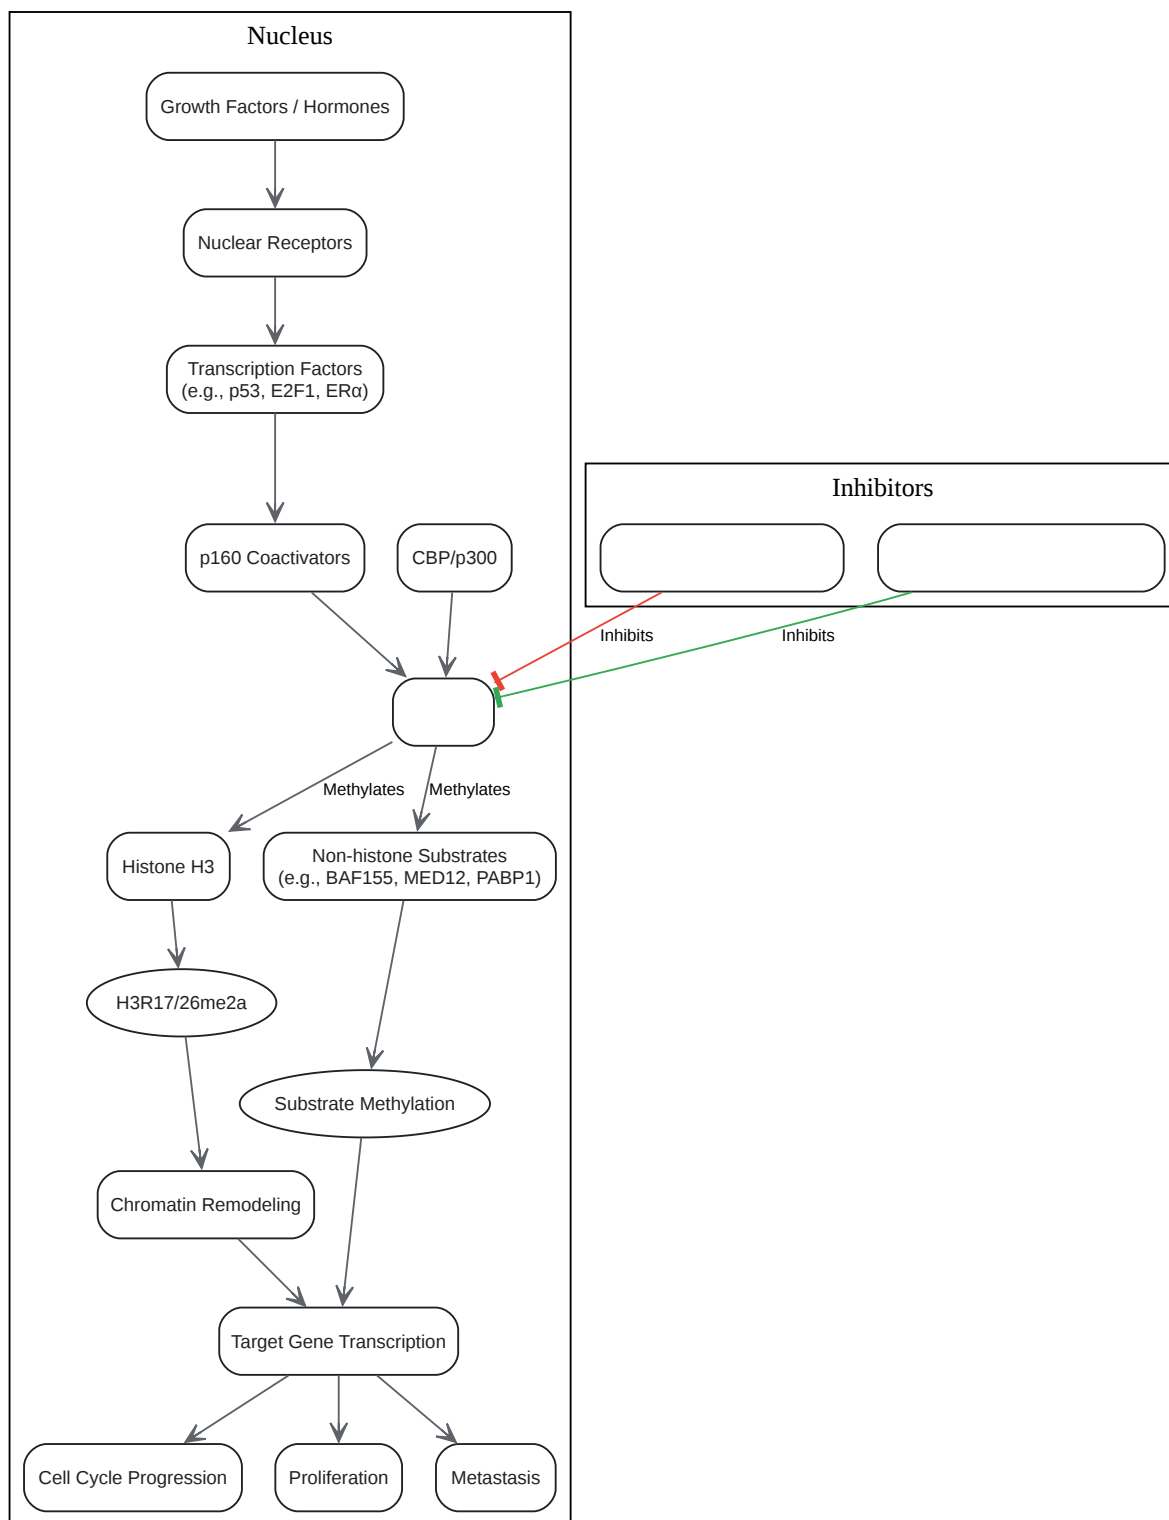 Nucleus
Growth Factors / Hormones
Nuclear Receptors
Transcription Factors
(e.g., p53, E2F1, ERα)
Inhibitors
p160 Coactivators
CBP/p300
Inhibits
Inhibits
Methylates
Methylates
Histone H3
Non-histone Substrates
(e.g., BAF155, MED12, PABP1)
H3R17/26me2a
Substrate Methylation
Chromatin Remodeling
Target Gene Transcription
Cell Cycle Progression
Proliferation
Metastasis